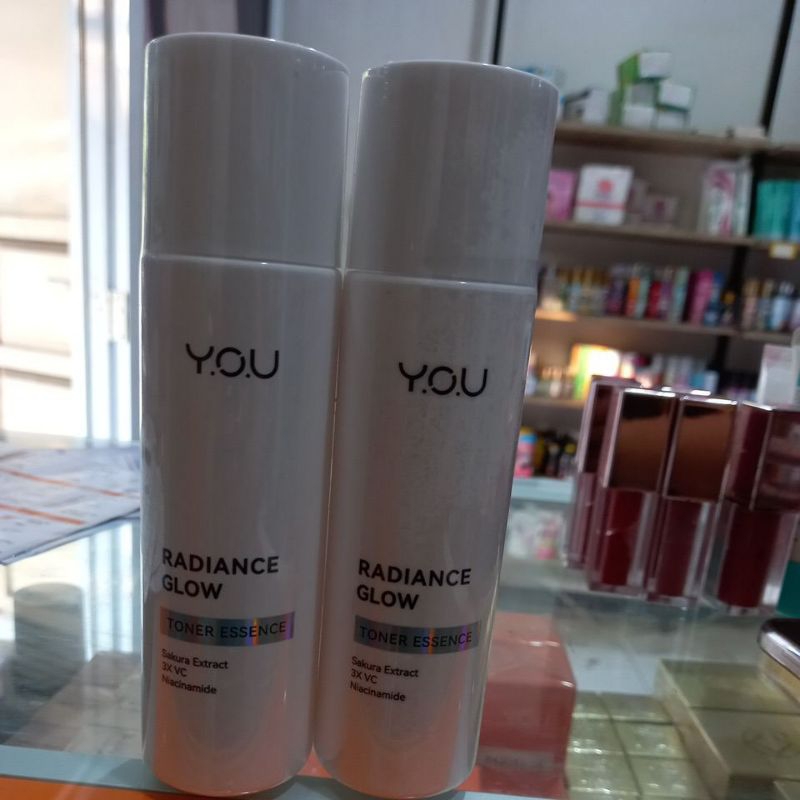 Y.O.U
RADIANCE
GLOW
TONER ESSENCE
Sakura Extract
3X VC
Niacinamide
Y.O.U
RADIANCE
GLOW
TONER ESSENCE
Sakura Extract
3X VC
Niacinamide